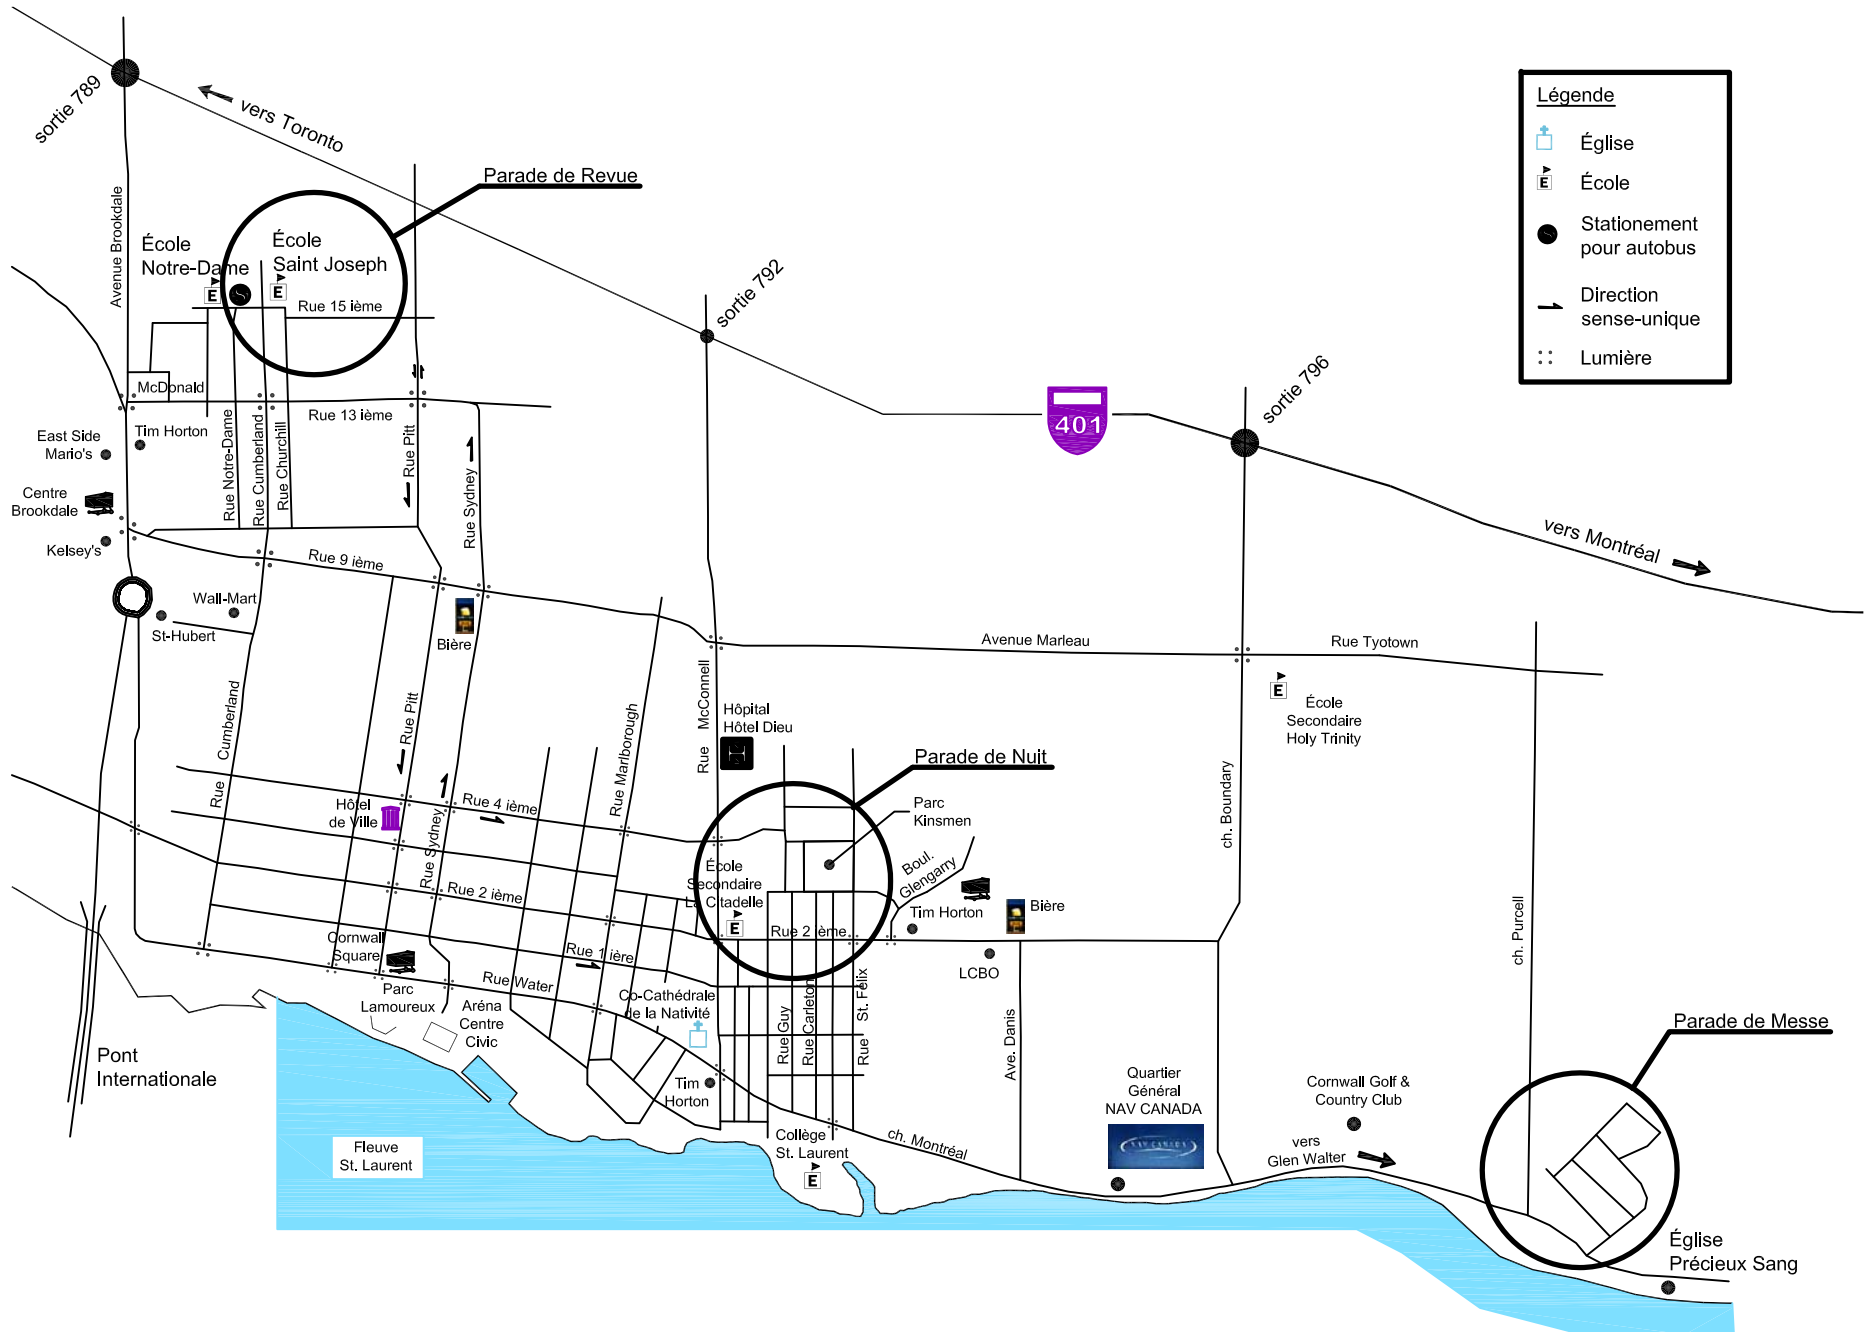 sortie 789
vers Toronto
Parade de Revue
Avenue Brookdale
École
Notre-Dame
École
Saint Joseph
Rue 15 ième
sortie 792
sortie 796
401
vers Montréal
Légende
Église
E
École
Stationement
pour autobus
Direction
sense-unique
Lumière
E
E
McDonald
Rue 13 ième
Tim Horton
East Side
Mario's
Centre
Brookdale
Kelsey's
Rue Notre-Dame
Rue Cumberland
Rue Churchill
Rue Pitt
Rue Sydney
Rue 9 ième
Wall-Mart
St-Hubert
Bière
Avenue Marleau
Rue Tyotown
E
École
Secondaire
Holy Trinity
Rue Cumberland
Rue Pitt
Rue Marlborough
Rue McConnell
Hôpital
Hôtel Dieu
H
Parade de Nuit
Parc
Kinsmen
ch. Boundary
ch. Purcell
Hôtel
de Ville
Rue Sydney
Rue 4 ième
Rue 2 ième
École
Secondaire
La Citadelle
E
Boul.
Glengarry
Tim Horton
Bière
Rue 2 ième
LCBO
Cornwall
Square
Rue 1 ière
Rue Water
Parc
Lamoureux
Aréna
Centre
Civic
Co-Cathédrale
de la Nativité
Rue Guy
Rue Carleton
Rue St. Félix
Ave. Danis
Pont
Internationale
Tim
Horton
Quartier
Général
NAV CANADA
NAV CANADA
Cornwall Golf &
Country Club
Parade de Messe
Fleuve
St. Laurent
Collège
St. Laurent
E
ch. Montréal
vers
Glen Walter
Église
Précieux Sang